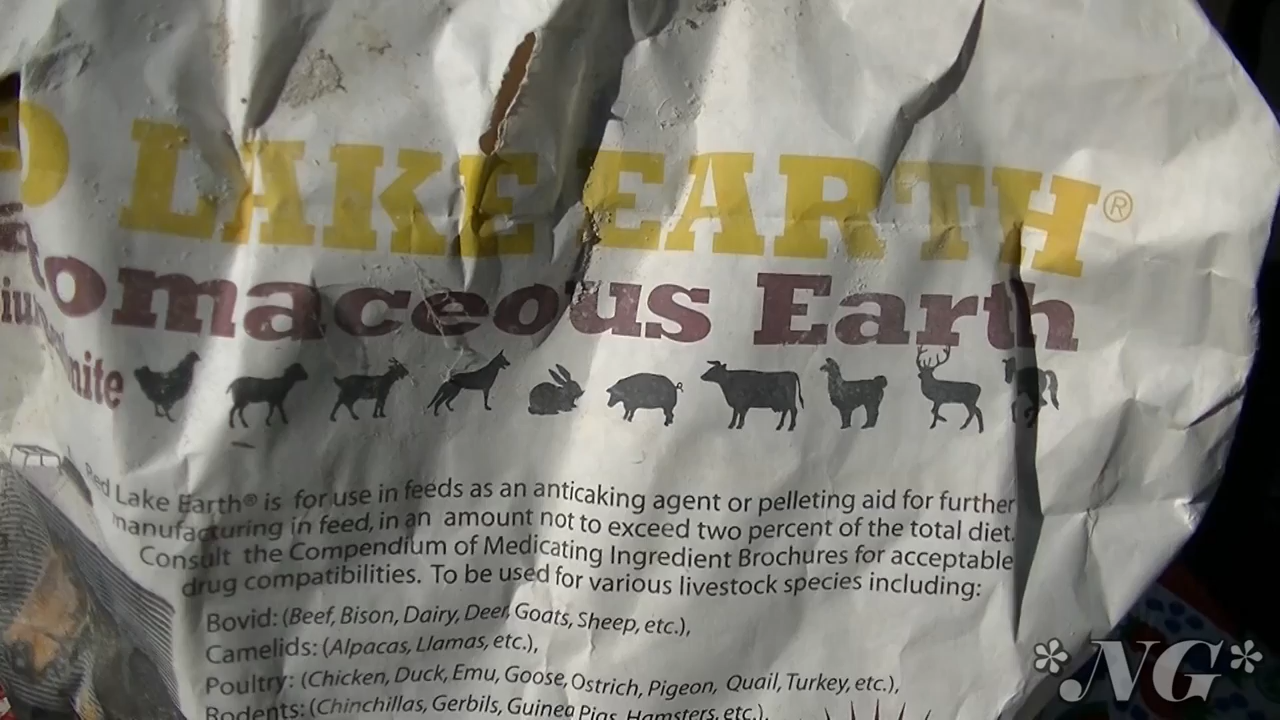 LAKE EARTH®
tomaceous Earth
nite
Red Lake Earth® is for use in feeds as an anticaking agent or pelleting aid for further
manufacturing in feed, in an amount not to exceed two percent of the total diet.
Consult the Compendium of Medicating Ingredient Brochures for acceptable
drug compatibilities. To be used for various livestock species including:
Bovid: (Beef, Bison, Dairy, Deer, Goats, Sheep, etc.),
Camelids: (Alpacas, Llamas, etc.),
Poultry: (Chicken, Duck, Emu, Goose, Ostrich, Pigeon, Quail, Turkey, etc.),
Rodents: (Chinchillas, Gerbils, Guinea Pigs, Hamsters, etc.),
*NG*